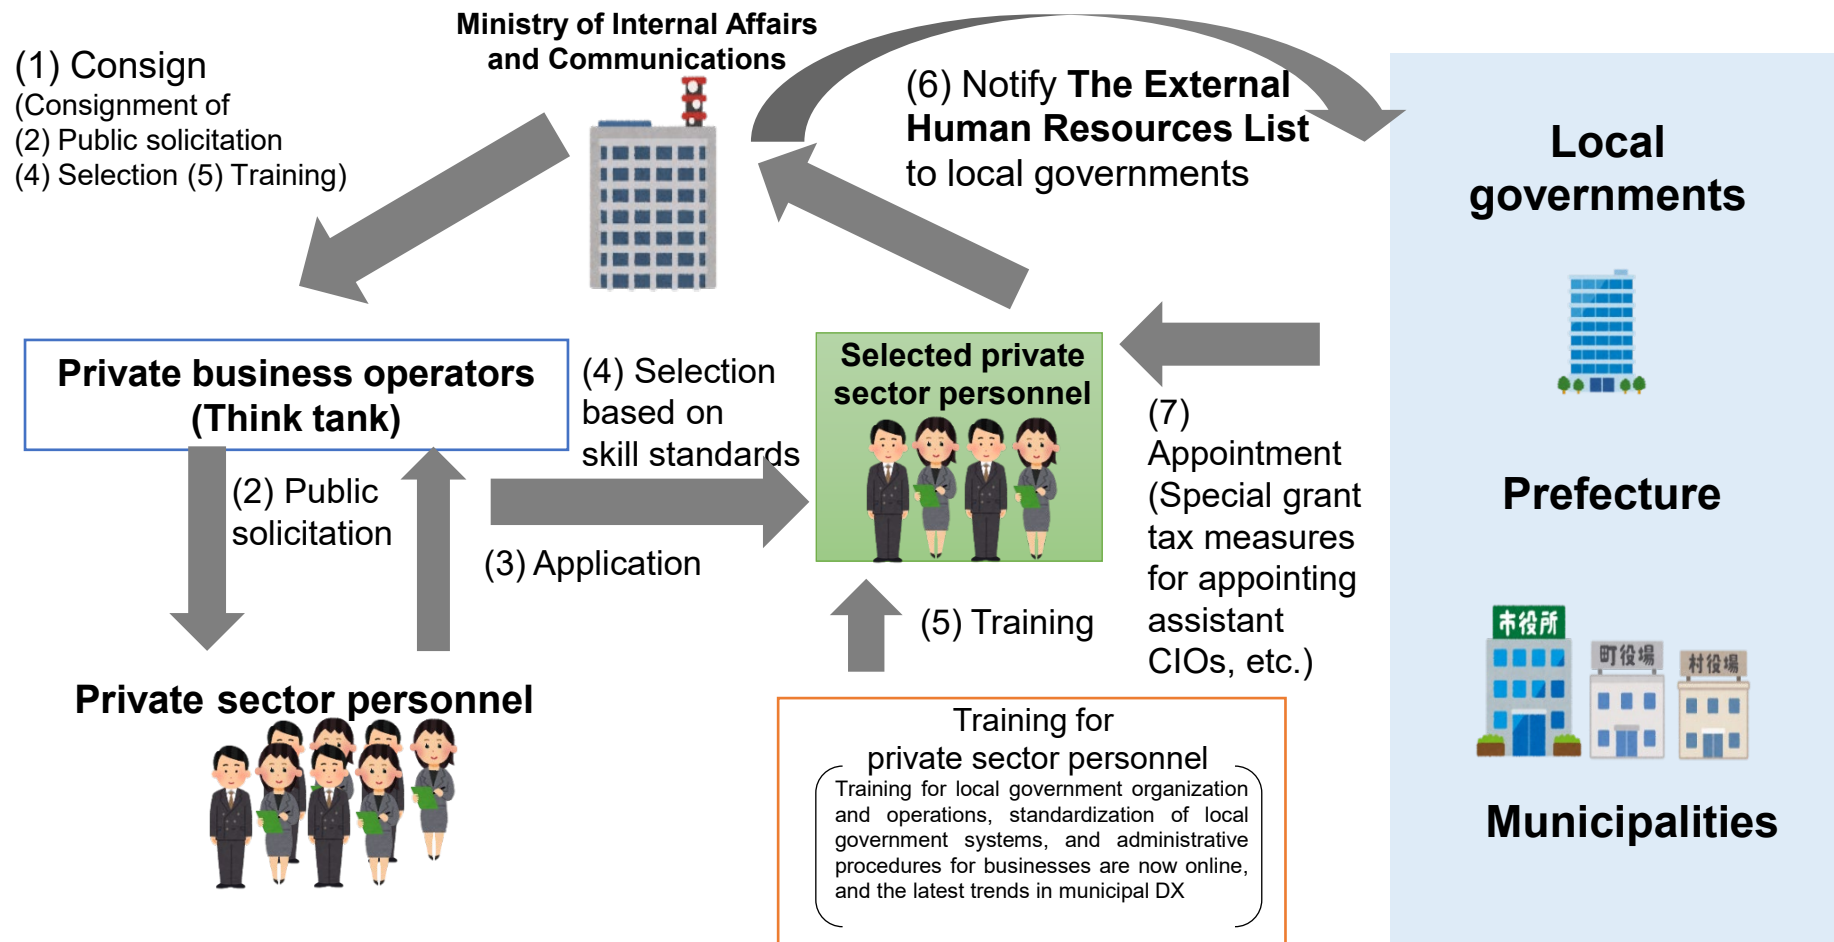 Ministry of Internal Affairs
and Communications
(1) Consign
(Consignment of
(2) Public solicitation
(4) Selection (5) Training)
(6) Notify The External
Human Resources List
to local governments
Local
governments
Private business operators
(Think tank)
(4) Selection
based on
skill standards
Selected private
sector personnel
(7)
Appointment
(Special grant
tax measures
for appointing
assistant
CIOs, etc.)
(2) Public
solicitation
(3) Application
Prefecture
(5) Training
市役所
町役場
村役場
Private sector personnel
Training for
private sector personnel
Training for local government organization
and operations, standardization of local
government systems, and administrative
procedures for businesses are now online,
and the latest trends in municipal DX
Municipalities